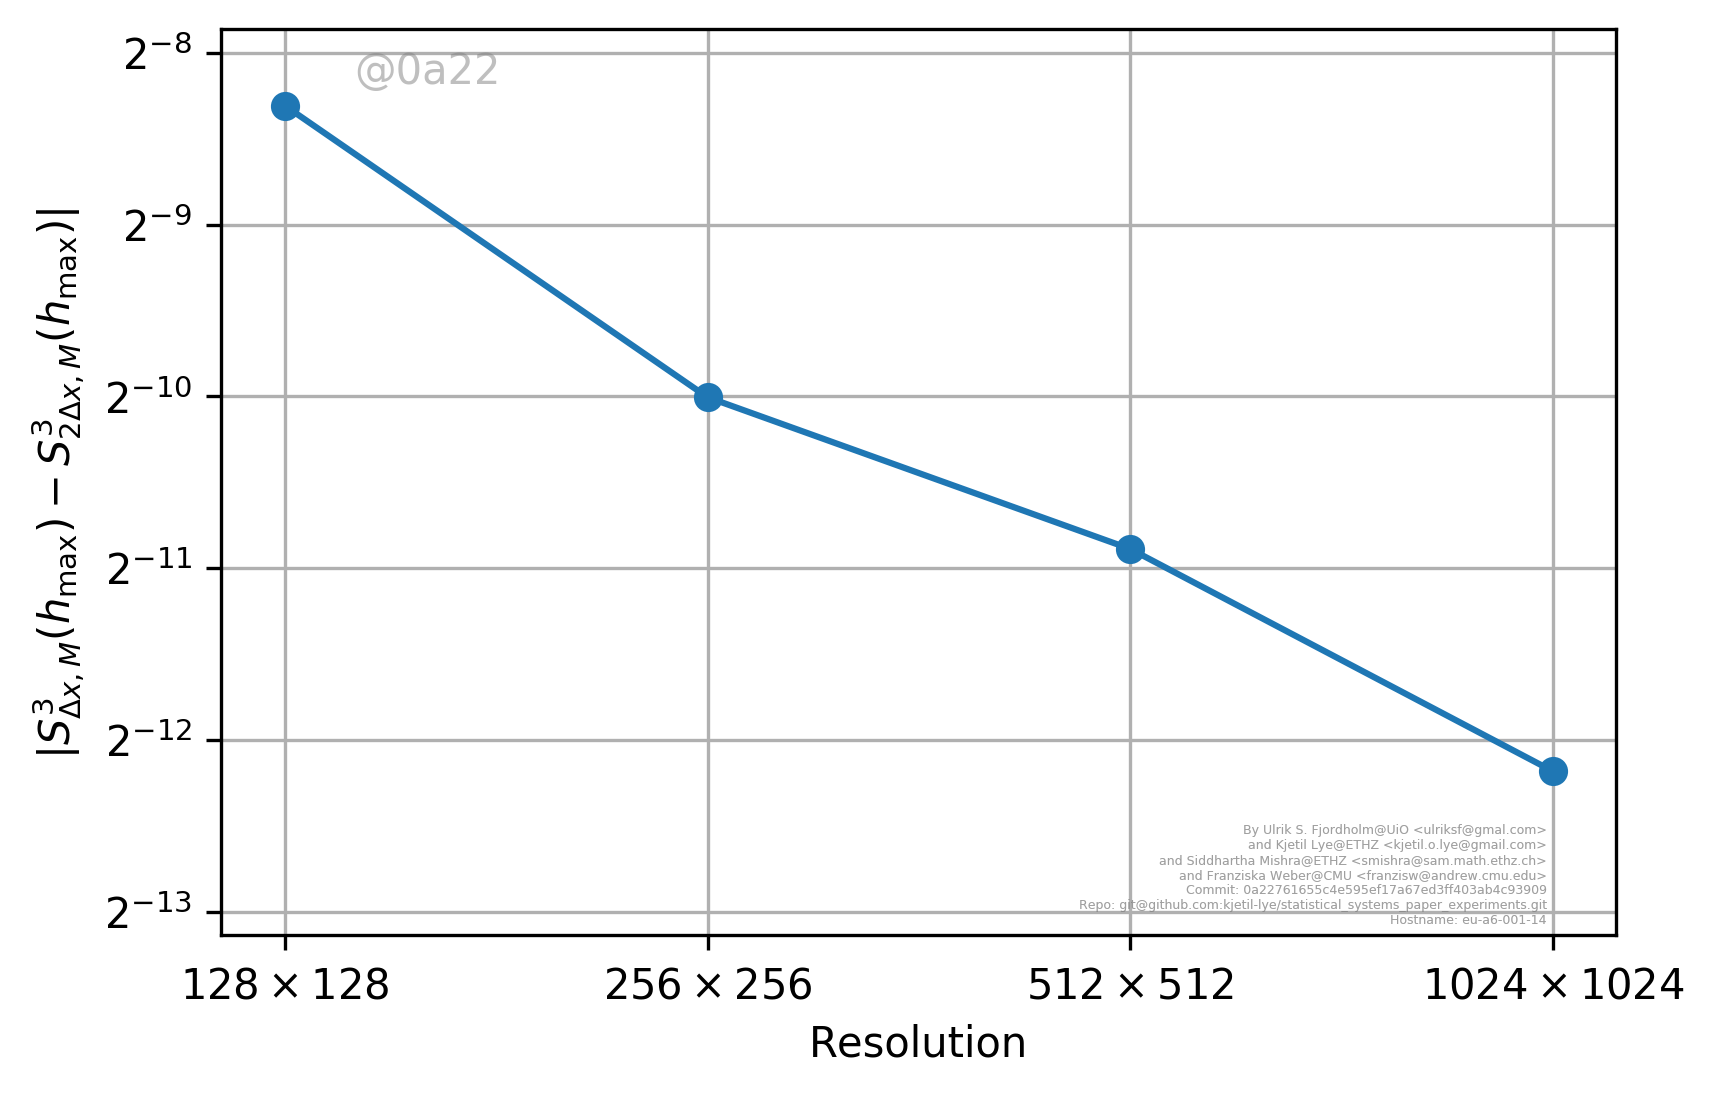 2⁻⁸
@0a22
2⁻⁹
2⁻¹⁰
2⁻¹¹
2⁻¹²
2⁻¹³
|S³_{Δx, M}(h_max) − S³_{2Δx, M}(h_max)|
By Ulrik S. Fjordholm@UiO <ulriksf@gmal.com>
and Kjetil Lye@ETHZ <kjetil.o.lye@gmail.com>
and Siddhartha Mishra@ETHZ <smishra@sam.math.ethz.ch>
and Franziska Weber@CMU <franzisw@andrew.cmu.edu>
Commit: 0a22761655c4e595ef17a67ed3ff403ab4c93909
Repo: git@github.com:kjetil-lye/statistical_systems_paper_experiments.git
Hostname: eu-a6-001-14
128 × 128 256 × 256 512 × 512 1024 × 1024
Resolution